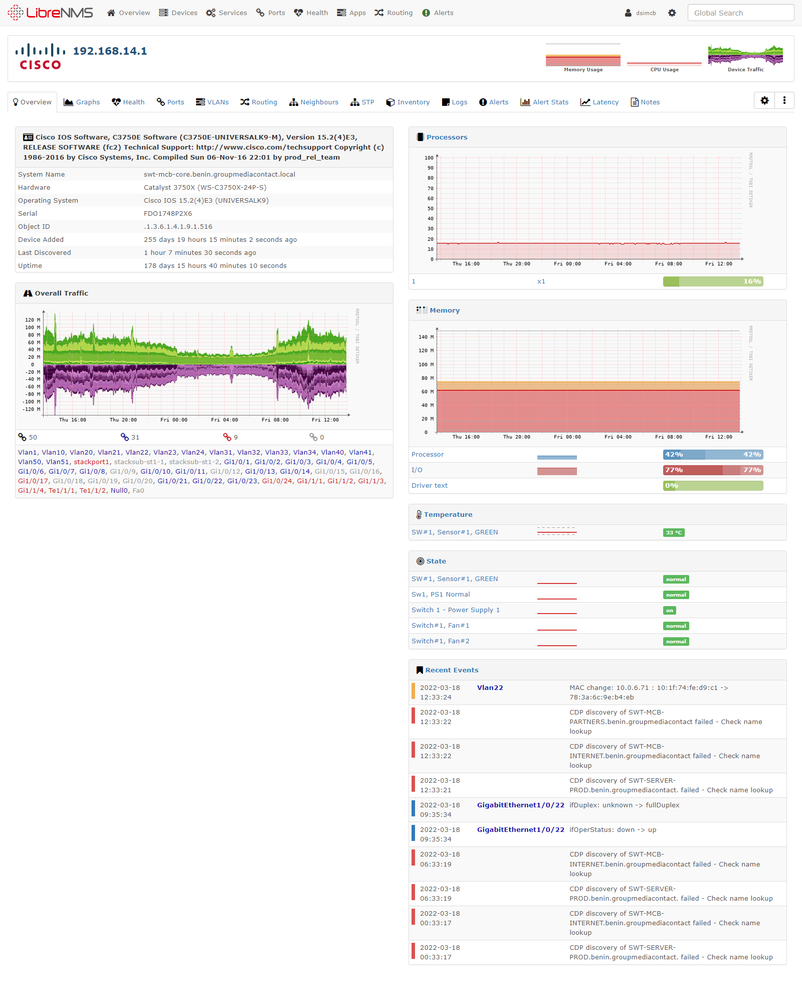 LibreNMS Overview Devices Services Ports Health Apps Routing Alerts dsimcb Global Search
CISCO
192.168.14.1
Memory Usage CPU Usage Device Traffic
Overview Graphs Health Ports VLANs Routing Neighbours STP Inventory Logs Alerts Alert Stats Latency Notes
Cisco IOS Software, C3750E Software (C3750E-UNIVERSALK9-M), Version 15.2(4)E3,
RELEASE SOFTWARE (fc2) Technical Support: http://www.cisco.com/techsupport Copyright (c)
1986-2016 by Cisco Systems, Inc. Compiled Sun 06-Nov-16 22:01 by prod_rel_team
System Name swt-mcb-core.benin.groupmediacontact.local
Hardware Catalyst 3750X (WS-C3750X-24P-S)
Operating System Cisco IOS 15.2(4)E3 (UNIVERSALK9)
Serial FDO1748P2X6
Object ID .1.3.6.1.4.1.9.1.516
Device Added 255 days 19 hours 15 minutes 2 seconds ago
Last Discovered 1 hour 7 minutes 30 seconds ago
Uptime 178 days 15 hours 40 minutes 10 seconds
Overall Traffic
120 M
100 M
80 M
60 M
40 M
20 M
0
-20 M
-40 M
-60 M
-80 M
-100 M
-120 M
Thu 16:00 Thu 20:00 Fri 00:00 Fri 04:00 Fri 08:00 Fri 12:00
RRDTOOL / TOBI OETIKER
50 31 9 0
Vlan1, Vlan10, Vlan20, Vlan21, Vlan22, Vlan23, Vlan24, Vlan31, Vlan32, Vlan33, Vlan34, Vlan40, Vlan41,
Vlan50, Vlan51, stackport1, stacksub-st1-1, stacksub-st1-2, Gi1/0/1, Gi1/0/2, Gi1/0/3, Gi1/0/4, Gi1/0/5,
Gi1/0/6, Gi1/0/7, Gi1/0/8, Gi1/0/9, Gi1/0/10, Gi1/0/11, Gi1/0/12, Gi1/0/13, Gi1/0/14, Gi1/0/15, Gi1/0/16,
Gi1/0/17, Gi1/0/18, Gi1/0/19, Gi1/0/20, Gi1/0/21, Gi1/0/22, Gi1/0/23, Gi1/0/24, Gi1/1/1, Gi1/1/2, Gi1/1/3,
Gi1/1/4, Te1/1/1, Te1/1/2, Null0, Fa0
Processors
100
90
80
70
60
50
40
30
20
10
0
Thu 16:00 Thu 20:00 Fri 00:00 Fri 04:00 Fri 08:00 Fri 12:00
RRDTOOL / TOBI OETIKER
1 x1 16%
Memory
140 M
120 M
100 M
80 M
60 M
40 M
20 M
0
Thu 16:00 Thu 20:00 Fri 00:00 Fri 04:00 Fri 08:00 Fri 12:00
RRDTOOL / TOBI OETIKER
Processor 42% 42%
I/O 77% 77%
Driver text 0%
Temperature
SW#1, Sensor#1, GREEN 33 °C
State
SW#1, Sensor#1, GREEN normal
Sw1, PS1 Normal normal
Switch 1 - Power Supply 1 on
Switch#1, Fan#1 normal
Switch#1, Fan#2 normal
Recent Events
2022-03-18 Vlan22 MAC change: 10.0.6.71 : 10:1f:74:fe:d9:c1 ->
12:33:24 78:3a:6c:9e:b4:eb
2022-03-18 CDP discovery of SWT-MCB-
12:33:22 PARTNERS.benin.groupmediacontact failed - Check name
lookup
2022-03-18 CDP discovery of SWT-MCB-
12:33:22 INTERNET.benin.groupmediacontact failed - Check name
lookup
2022-03-18 CDP discovery of SWT-SERVER-
12:33:21 PROD.benin.groupmediacontact. failed - Check name lookup
2022-03-18 GigabitEthernet1/0/22 ifDuplex: unknown -> fullDuplex
09:35:34
2022-03-18 GigabitEthernet1/0/22 ifOperStatus: down -> up
09:35:34
2022-03-18 CDP discovery of SWT-MCB-
06:33:19 INTERNET.benin.groupmediacontact failed - Check name
lookup
2022-03-18 CDP discovery of SWT-SERVER-
06:33:19 PROD.benin.groupmediacontact. failed - Check name lookup
2022-03-18 CDP discovery of SWT-MCB-
00:33:17 INTERNET.benin.groupmediacontact failed - Check name
lookup
2022-03-18 CDP discovery of SWT-SERVER-
00:33:17 PROD.benin.groupmediacontact. failed - Check name lookup